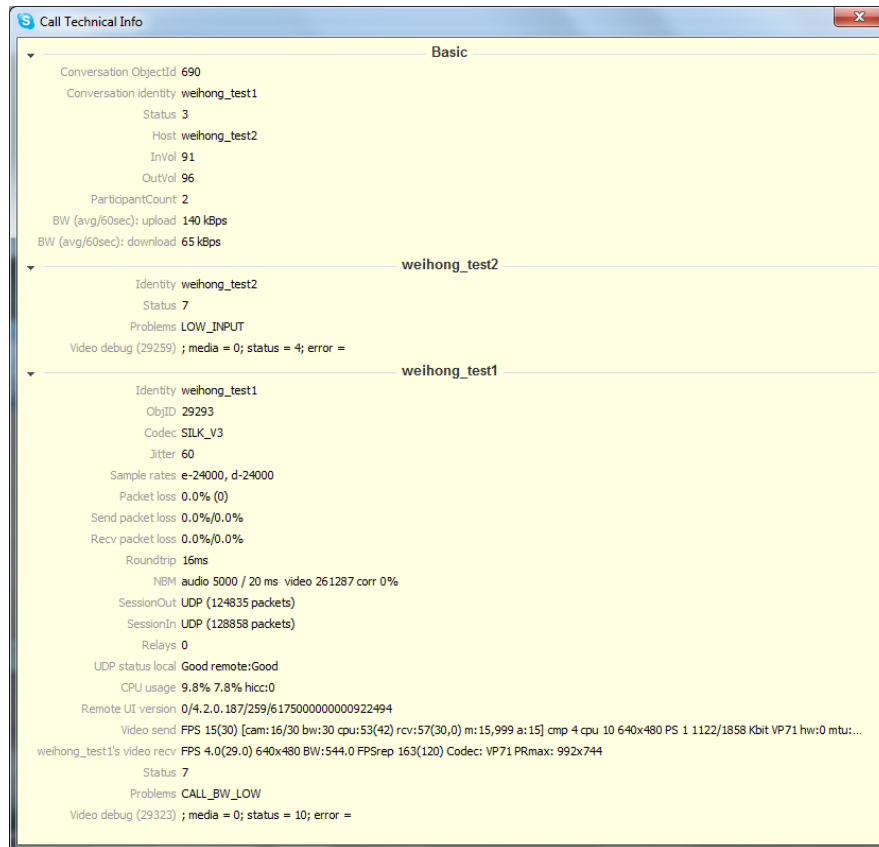 Call Technical Info
Basic
Conversation ObjectId 690
Conversation identity weihong_test1
Status 3
Host weihong_test2
InVol 91
OutVol 96
ParticipantCount 2
BW (avg/60sec): upload 140 kBps
BW (avg/60sec): download 65 kBps
weihong_test2
Identity weihong_test2
Status 7
Problems LOW_INPUT
Video debug (29259) ; media = 0; status = 4; error =
weihong_test1
Identity weihong_test1
ObjID 29293
Codec SILK_V3
Jitter 60
Sample rates e-24000, d-24000
Packet loss 0.0% (0)
Send packet loss 0.0%/0.0%
Recv packet loss 0.0%/0.0%
Roundtrip 16ms
NBM audio 5000 / 20 ms video 261287 corr 0%
SessionOut UDP (124835 packets)
SessionIn UDP (128858 packets)
Relays 0
UDP status local Good remote:Good
CPU usage 9.8% 7.8% hicc:0
Remote UI version 0/4.2.0.187/259/6175000000000922494
Video send FPS 15(30) [cam:16/30 bw:30 cpu:53(42) rcv:57(30,0) m:15,999 a:15] cmp 4 cpu 10 640x480 PS 1 1122/1858 Kbit VP71 hw:0 mtu:...
weihong_test1's video recv FPS 4.0(29.0) 640x480 BW:544.0 FPSrep 163(120) Codec: VP71 PRmax: 992x744
Status 7
Problems CALL_BW_LOW
Video debug (29323) ; media = 0; status = 10; error =